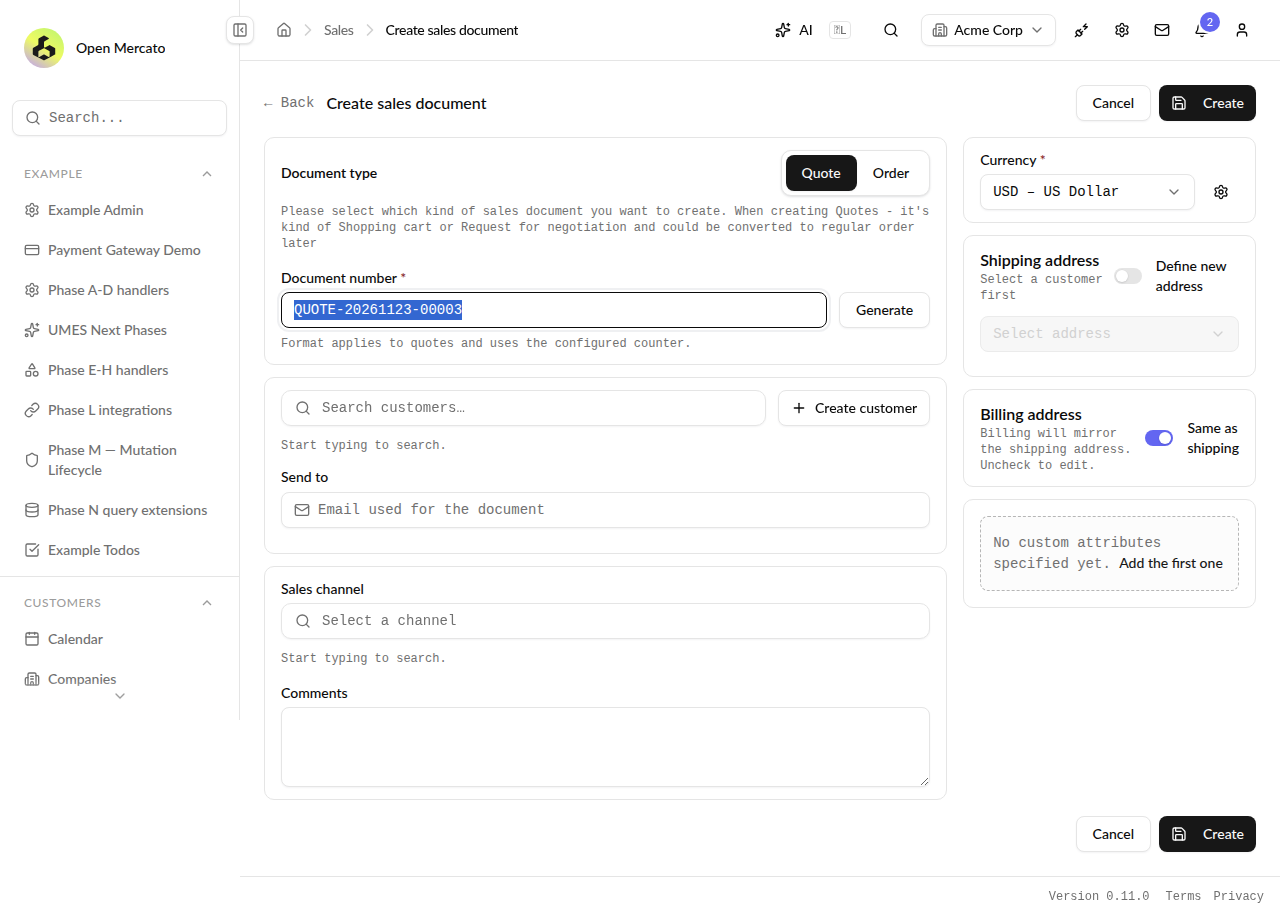 Open Mercato
Search...
EXAMPLE
Example Admin
Payment Gateway Demo
Phase A-D handlers
UMES Next Phases
Phase E-H handlers
Phase L integrations
Phase M — Mutation
Lifecycle
Phase N query extensions
Example Todos
CUSTOMERS
Calendar
Companies
Sales
Create sales document
AI
L
Acme Corp
2
← Back
Create sales document
Cancel
Create
Document type
Quote
Order
Please select which kind of sales document you want to create. When creating Quotes - it's
kind of Shopping cart or Request for negotiation and could be converted to regular order
later
Document number *
QUOTE-20261123-00003
Generate
Format applies to quotes and uses the configured counter.
Search customers…
Create customer
Start typing to search.
Send to
Email used for the document
Sales channel
Select a channel
Start typing to search.
Comments
Currency *
USD – US Dollar
Shipping address
Select a customer
first
Define new
address
Select address
Billing address
Billing will mirror
the shipping address.
Uncheck to edit.
Same as
shipping
No custom attributes
specified yet. Add the first one
Cancel
Create
Version 0.11.0
Terms
Privacy